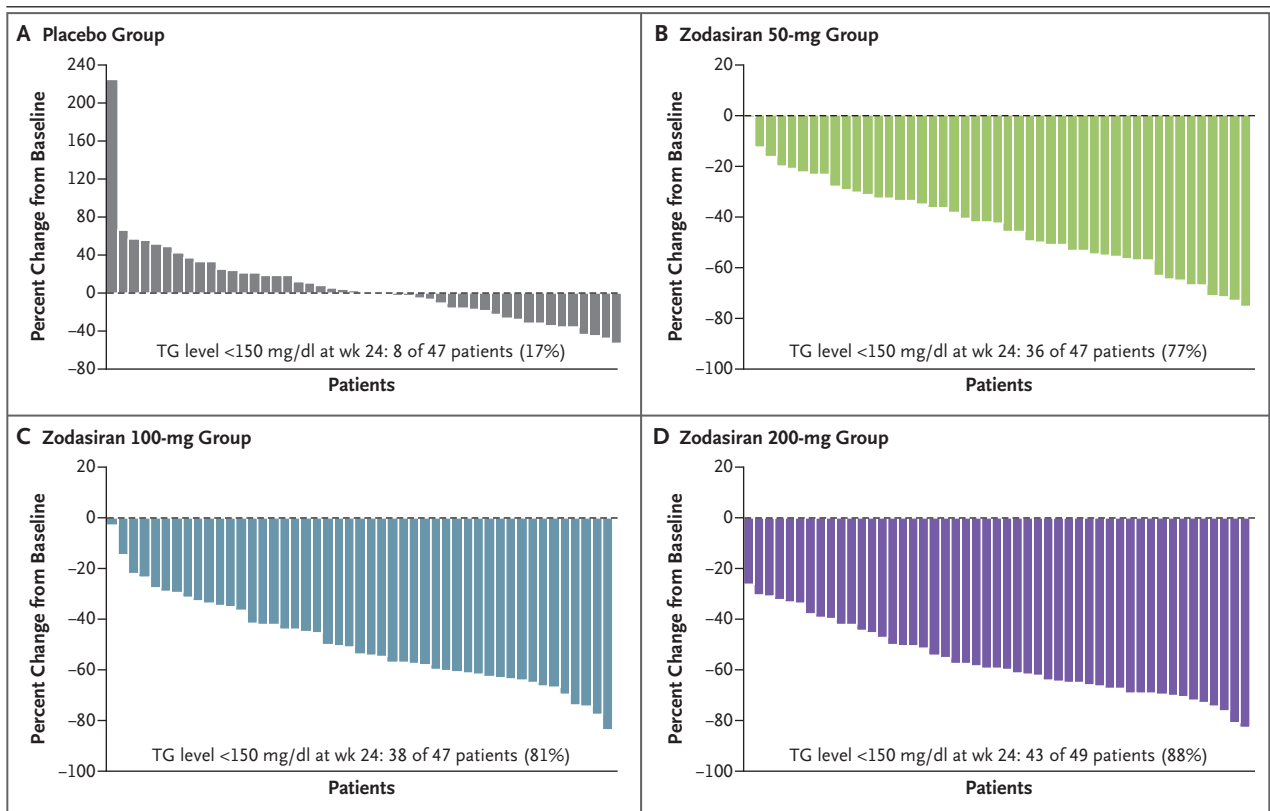 A Placebo Group
Percent Change from Baseline
240
200
160
120
80
40
0
−40
−80
TG level <150 mg/dl at wk 24: 8 of 47 patients (17%)
Patients
B Zodasiran 50-mg Group
Percent Change from Baseline
20
0
−20
−40
−60
−80
−100
TG level <150 mg/dl at wk 24: 36 of 47 patients (77%)
Patients
C Zodasiran 100-mg Group
Percent Change from Baseline
20
0
−20
−40
−60
−80
−100
TG level <150 mg/dl at wk 24: 38 of 47 patients (81%)
Patients
D Zodasiran 200-mg Group
Percent Change from Baseline
20
0
−20
−40
−60
−80
−100
TG level <150 mg/dl at wk 24: 43 of 49 patients (88%)
Patients